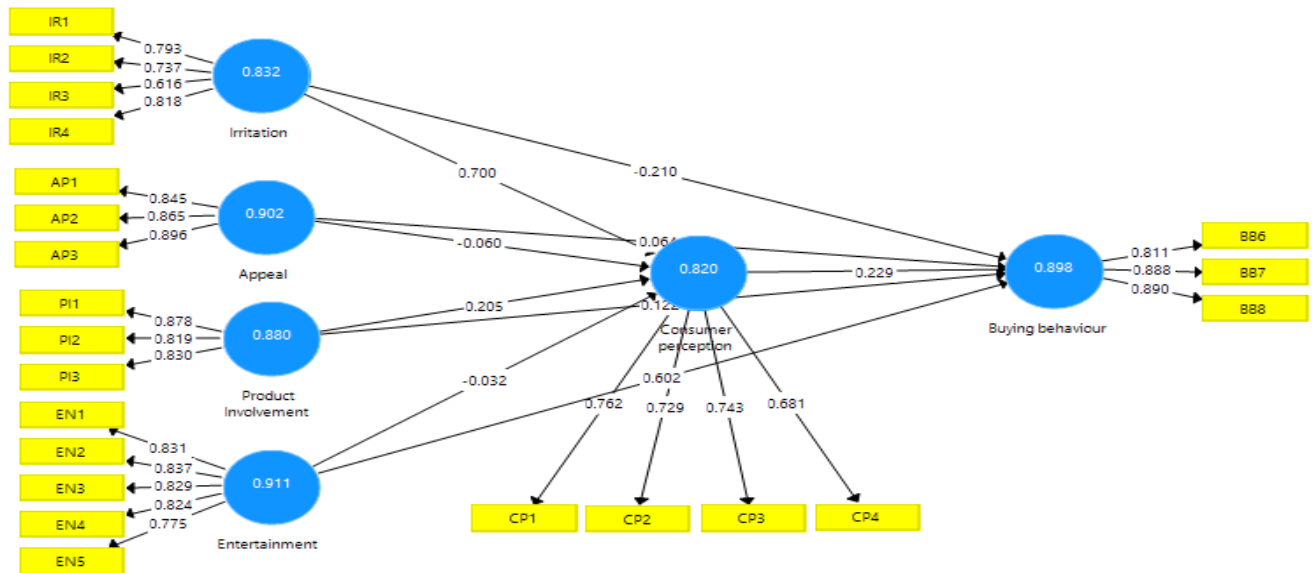 IR1
0.793
IR2
0.737
0.832
IR3
0.616
0.818
IR4
Irritation
-0.210
0.700
AP1
0.845
AP2
0.865
0.902
0.896
AP3
Appeal
-0.060
0.064
0.820
0.229
0.898
0.811
BB6
0.888
BB7
0.890
BB8
Buying behaviour
PI1
0.878
PI2
0.819
0.880
0.830
PI3
Product
Involvement
0.205
0.122
Consumer
perception
-0.032
0.602
EN1
0.831
EN2
0.837
EN3
0.829
0.911
0.824
EN4
0.775
EN5
Entertainment
0.762
0.729
0.743
0.681
CP1
CP2
CP3
CP4